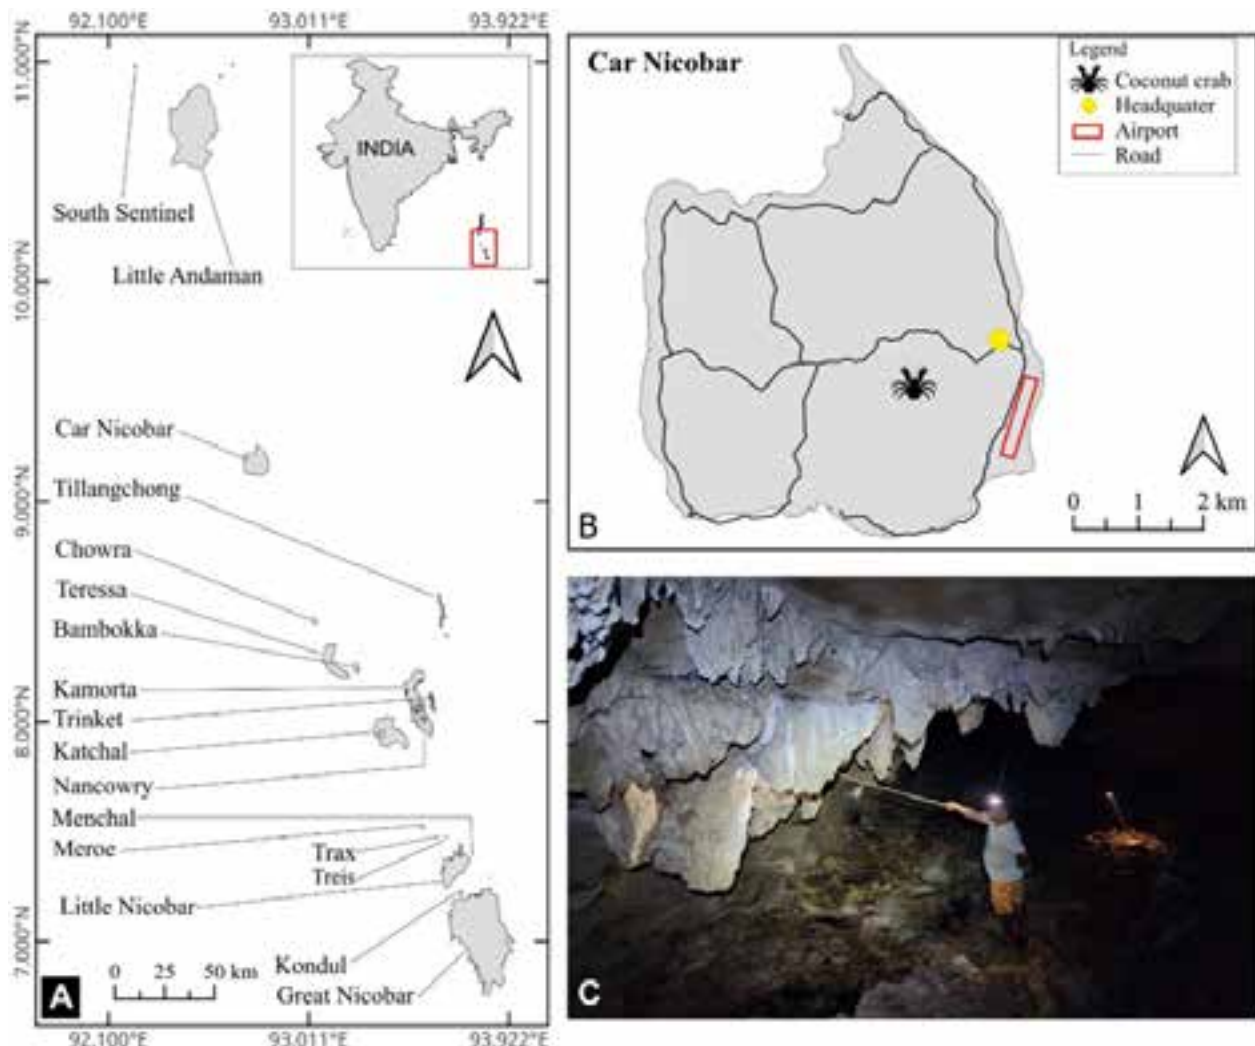 92.100°E 93.011°E 93.922°E
11.000°N
10.000°N
9.000°N
8.000°N
7.000°N
INDIA
South Sentinel
Little Andaman
Car Nicobar
Tillangchong
Chowra
Teressa
Bambokka
Kamorta
Trinket
Katchal
Nancowry
Menchal
Meroe
Trax
Treis
Little Nicobar
Kondul
Great Nicobar
0 25 50 km
A
92.100°E 93.011°E 93.922°E
Car Nicobar
Legend
Coconut crab
Headquater
Airport
Road
0 1 2 km
B
C